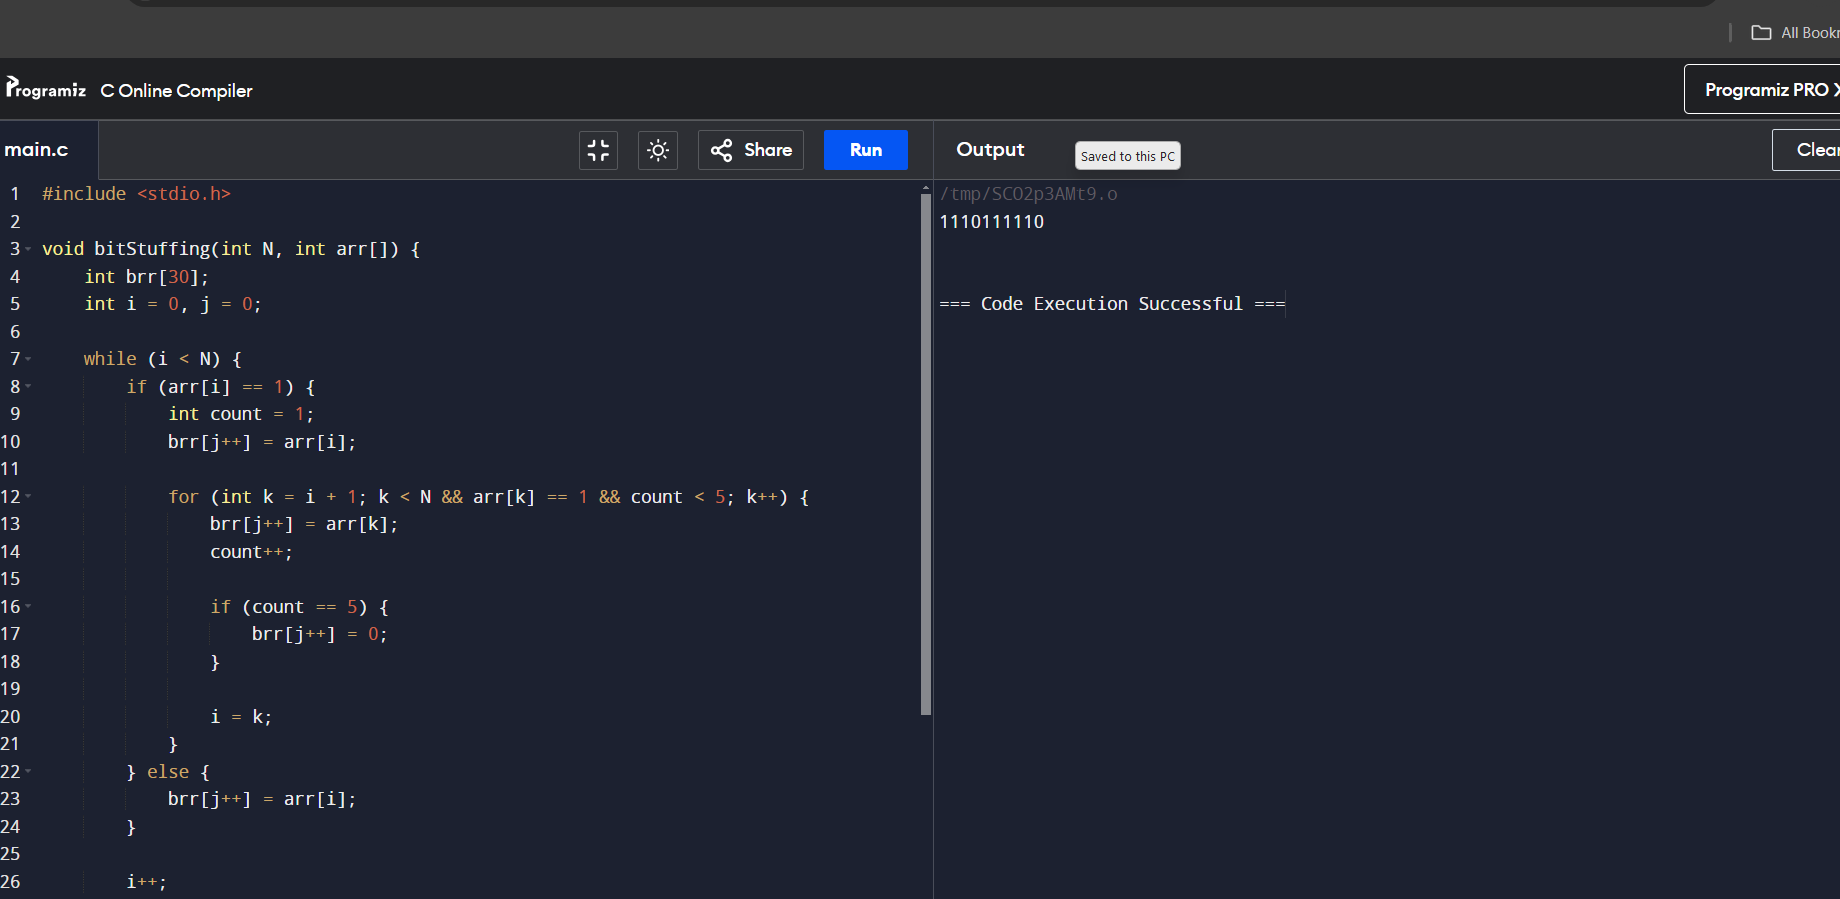 All Book
Programiz C Online Compiler
Programiz PRO
main.c
Share
Run
Output
Saved to this PC
Clear
1 #include <stdio.h>
2
3 void bitStuffing(int N, int arr[]) {
4     int brr[30];
5     int i = 0, j = 0;
6
7     while (i < N) {
8         if (arr[i] == 1) {
9             int count = 1;
10             brr[j++] = arr[i];
11
12             for (int k = i + 1; k < N && arr[k] == 1 && count < 5; k++) {
13                 brr[j++] = arr[k];
14                 count++;
15
16                 if (count == 5) {
17                     brr[j++] = 0;
18                 }
19
20                 i = k;
21             }
22         } else {
23             brr[j++] = arr[i];
24         }
25
26         i++;
/tmp/SCO2p3AMt9.o
1110111110
=== Code Execution Successful ===